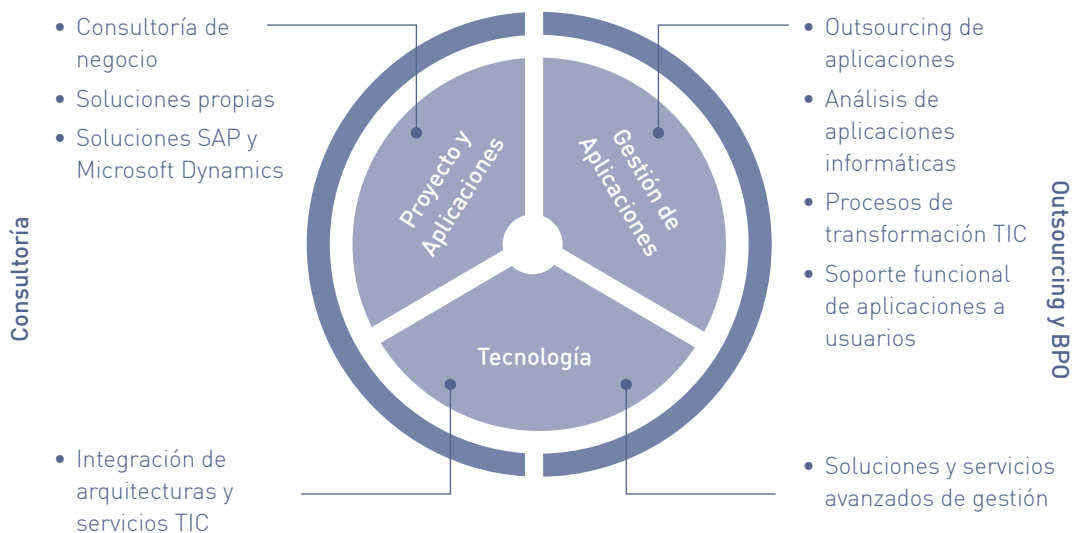 Consultoría
• Consultoría de
negocio
• Soluciones propias
• Soluciones SAP y
Microsoft Dynamics
Proyecto y
Aplicaciones
Gestión de
Aplicaciones
• Outsourcing de
aplicaciones
• Análisis de
aplicaciones
informáticas
• Procesos de
transformación TIC
• Soporte funcional
de aplicaciones a
usuarios
Outsourcing y BPO
Tecnología
• Integración de
arquitecturas y
servicios TIC
• Soluciones y servicios
avanzados de gestión